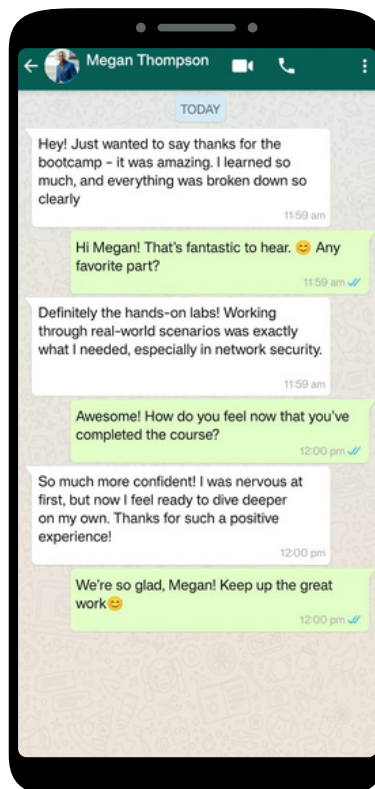 Megan Thompson
TODAY
Hey! Just wanted to say thanks for the
bootcamp – it was amazing. I learned so
much, and everything was broken down so
clearly
11:59 am
Hi Megan! That's fantastic to hear. 😊 Any
favorite part?
11:59 am
Definitely the hands-on labs! Working
through real-world scenarios was exactly
what I needed, especially in network security.
11:59 am
Awesome! How do you feel now that you've
completed the course?
12:00 pm
So much more confident! I was nervous at
first, but now I feel ready to dive deeper
on my own. Thanks for such a positive
experience!
12:00 pm
We're so glad, Megan! Keep up the great
work😊
12:00 pm